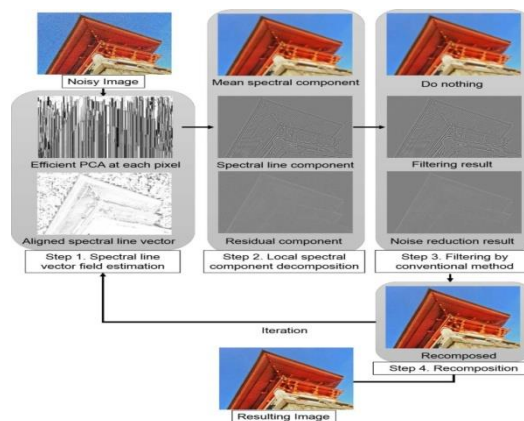 Noisy Image
Mean spectral component
Do nothing
Efficient PCA at each pixel
Spectral line component
Filtering result
Aligned spectral line vector
Residual component
Noise reduction result
Step 1. Spectral line
vector field estimation
Step 2. Local spectral
component decomposition
Step 3. Filtering by
conventional method
Iteration
Recomposed
Step 4. Recomposition
Resulting Image